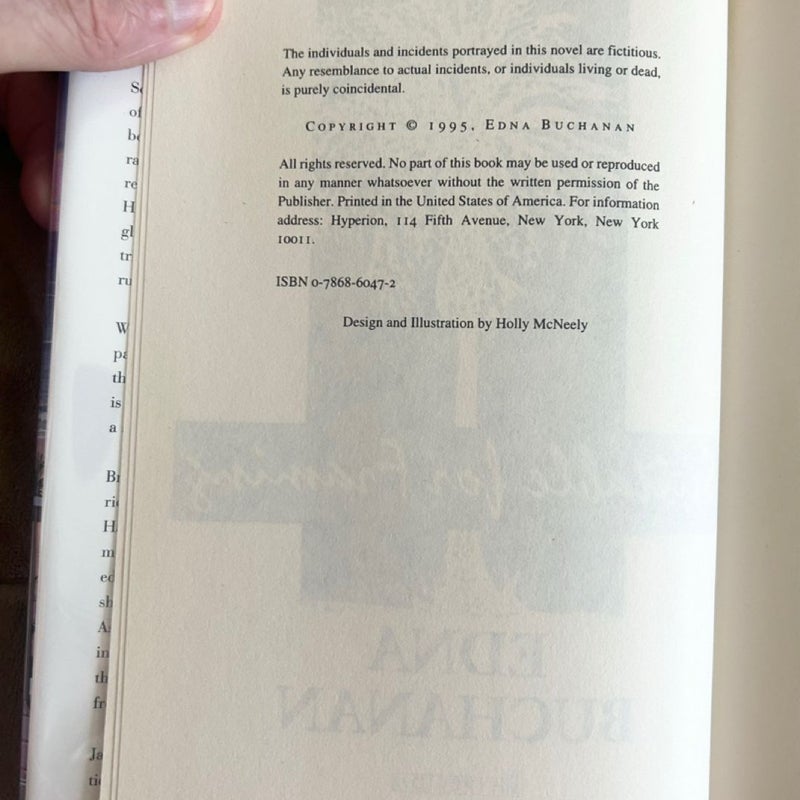 The individuals and incidents portrayed in this novel are fictitious.
Any resemblance to actual incidents, or individuals living or dead,
is purely coincidental.
COPYRIGHT © 1995, EDNA BUCHANAN
All rights reserved. No part of this book may be used or reproduced
in any manner whatsoever without the written permission of the
Publisher. Printed in the United States of America. For information
address: Hyperion, 114 Fifth Avenue, New York, New York
10011.
ISBN 0-7868-6047-2
Design and Illustration by Holly McNeely
for Framing
EDNA
BUCHANAN